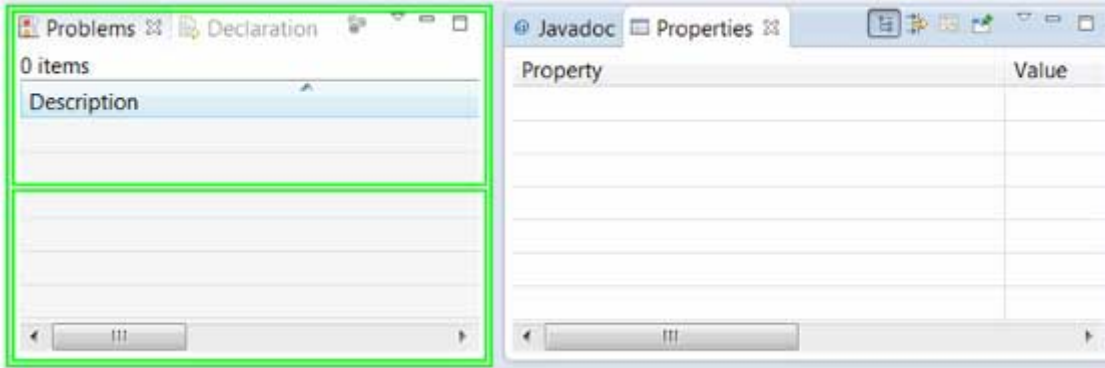 Problems Declaration
0 items
Description
@ Javadoc Properties
Property Value